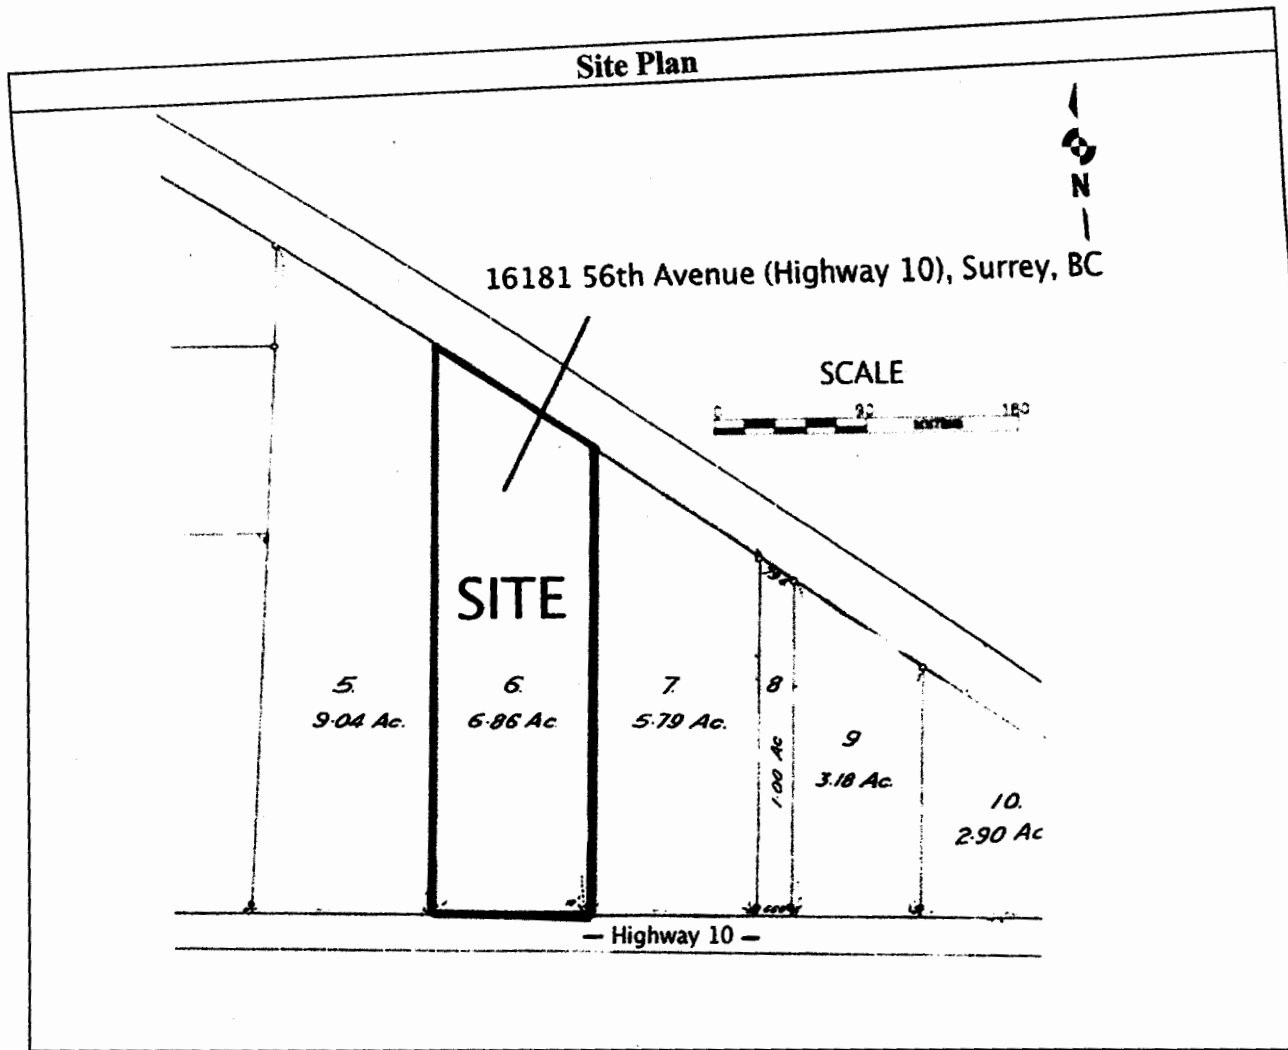 Site Plan
N
16181 56th Avenue (Highway 10), Surrey, BC
SCALE
0 90 180
SITE
5.
9.04 Ac.
6.
6.86 Ac.
7.
5.79 Ac.
8
1.00 Ac
9
3.18 Ac.
10.
2.90 Ac
— Highway 10 —